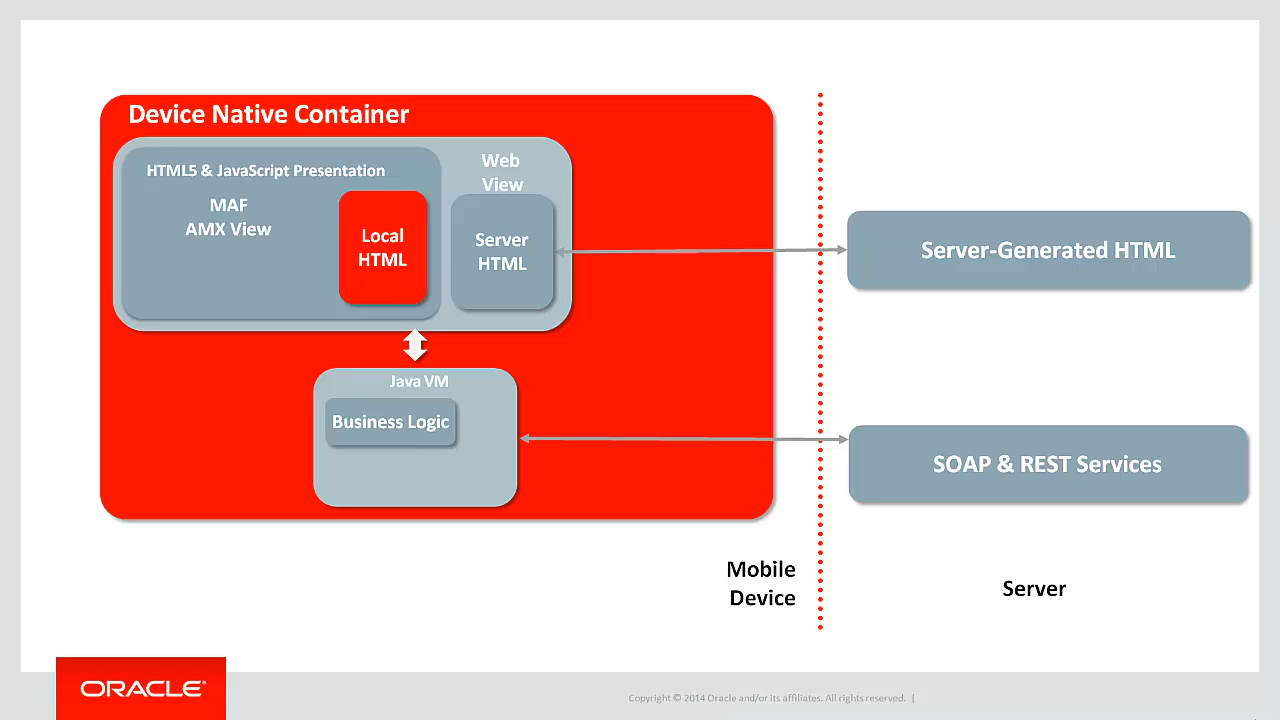 Device Native Container
HTML5 & JavaScript Presentation
MAF
AMX View
Local
HTML
Web
View
Server
HTML
Server-Generated HTML
Java VM
Business Logic
SOAP & REST Services
Mobile
Device
Server
ORACLE®
Copyright © 2014 Oracle and/or its affiliates. All rights reserved. |